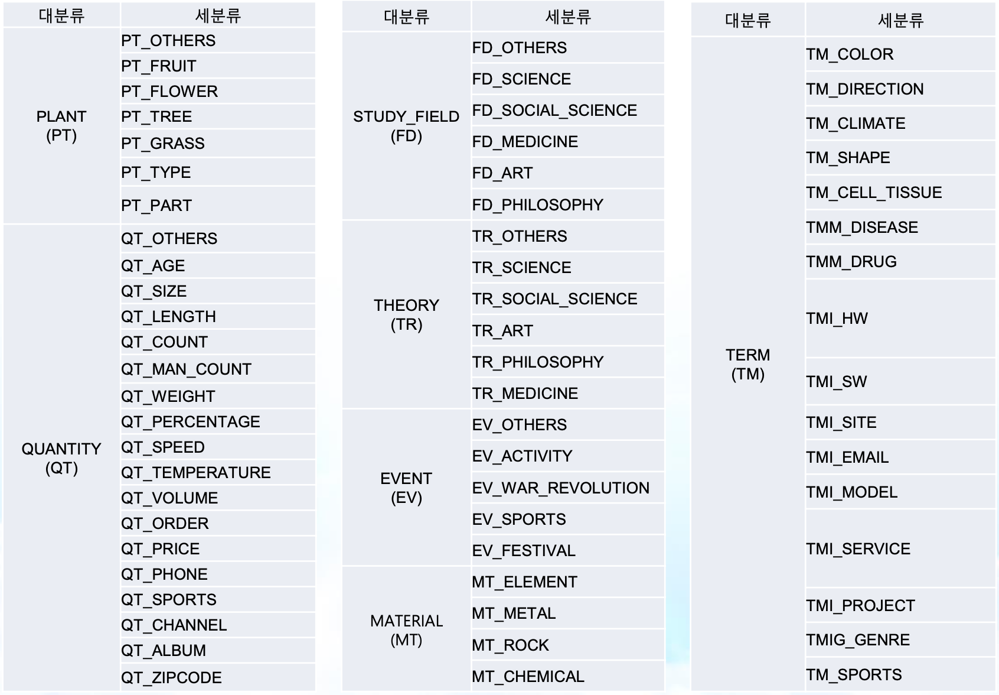 대분류 세분류
PLANT
(PT)
PT_OTHERS
PT_FRUIT
PT_FLOWER
PT_TREE
PT_GRASS
PT_TYPE
PT_PART
QUANTITY
(QT)
QT_OTHERS
QT_AGE
QT_SIZE
QT_LENGTH
QT_COUNT
QT_MAN_COUNT
QT_WEIGHT
QT_PERCENTAGE
QT_SPEED
QT_TEMPERATURE
QT_VOLUME
QT_ORDER
QT_PRICE
QT_PHONE
QT_SPORTS
QT_CHANNEL
QT_ALBUM
QT_ZIPCODE
대분류 세분류
STUDY_FIELD
(FD)
FD_OTHERS
FD_SCIENCE
FD_SOCIAL_SCIENCE
FD_MEDICINE
FD_ART
FD_PHILOSOPHY
THEORY
(TR)
TR_OTHERS
TR_SCIENCE
TR_SOCIAL_SCIENCE
TR_ART
TR_PHILOSOPHY
TR_MEDICINE
EVENT
(EV)
EV_OTHERS
EV_ACTIVITY
EV_WAR_REVOLUTION
EV_SPORTS
EV_FESTIVAL
MATERIAL
(MT)
MT_ELEMENT
MT_METAL
MT_ROCK
MT_CHEMICAL
대분류 세분류
TERM
(TM)
TM_COLOR
TM_DIRECTION
TM_CLIMATE
TM_SHAPE
TM_CELL_TISSUE
TMM_DISEASE
TMM_DRUG
TMI_HW
TMI_SW
TMI_SITE
TMI_EMAIL
TMI_MODEL
TMI_SERVICE
TMI_PROJECT
TMIG_GENRE
TM_SPORTS